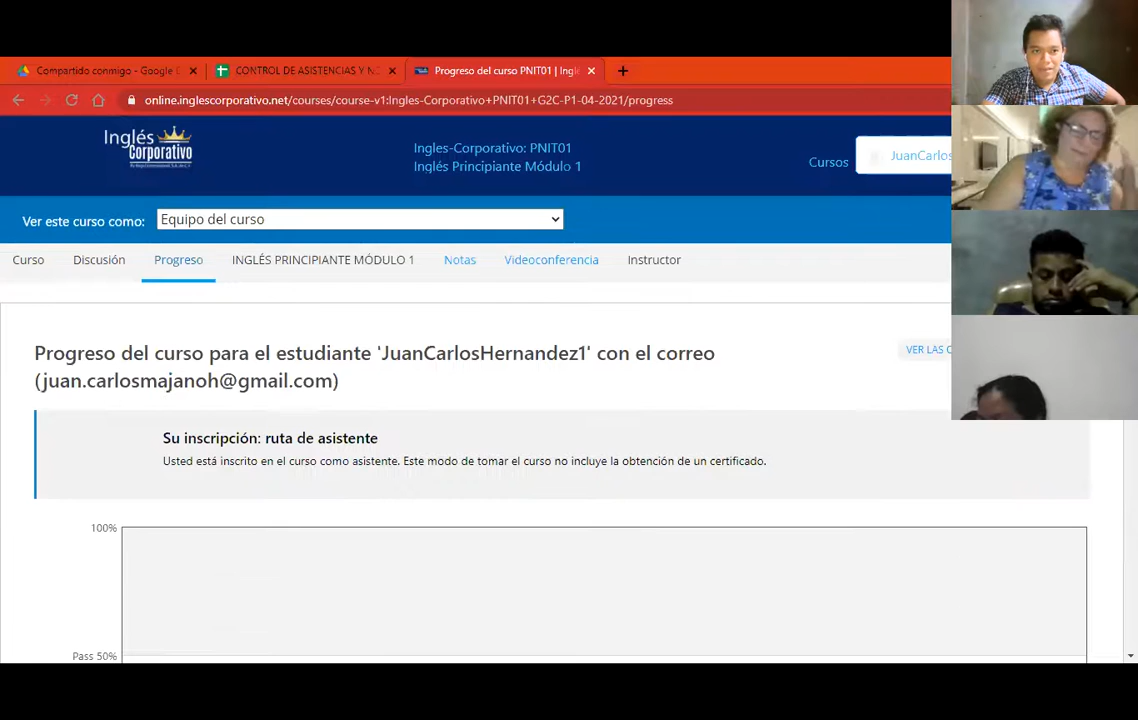 Compartido conmigo - Google
CONTROL DE ASISTENCIAS Y N
Progreso del curso PNIT01 | Inglé
online.inglescorporativo.net/courses/course-v1:Ingles-Corporativo+PNIT01+G2C-P1-04-2021/progress
Inglés
Corporativo
Ingles-Corporativo: PNIT01
Inglés Principiante Módulo 1
Cursos
JuanCarlos
Ver este curso como:
Equipo del curso
Curso
Discusión
Progreso
INGLÉS PRINCIPIANTE MÓDULO 1
Notas
Videoconferencia
Instructor
Progreso del curso para el estudiante 'JuanCarlosHernandez1' con el correo
(juan.carlosmajanoh@gmail.com)
VER LAS
Su inscripción: ruta de asistente
Usted está inscrito en el curso como asistente. Este modo de tomar el curso no incluye la obtención de un certificado.
100%
Pass 50%